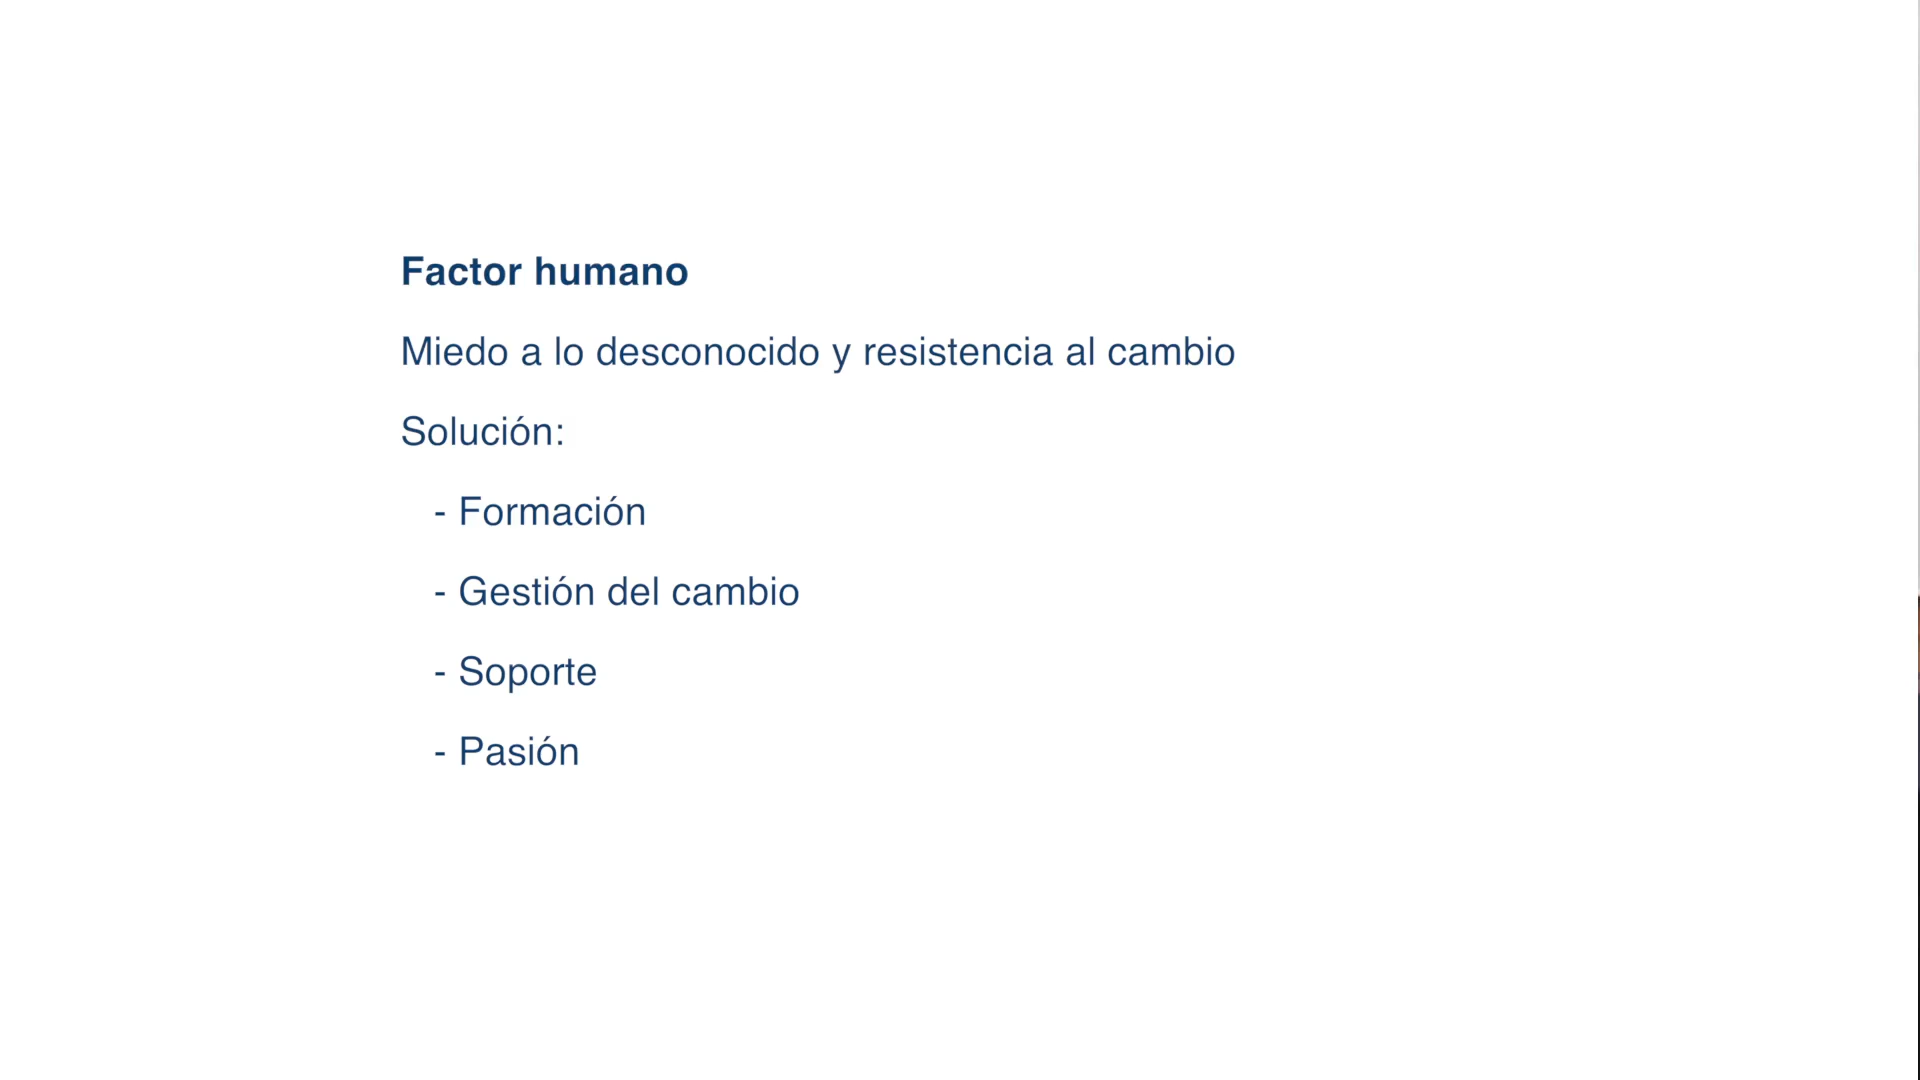 Factor humano
Miedo a lo desconocido y resistencia al cambio
Solución:
- Formación
- Gestión del cambio
- Soporte
- Pasión